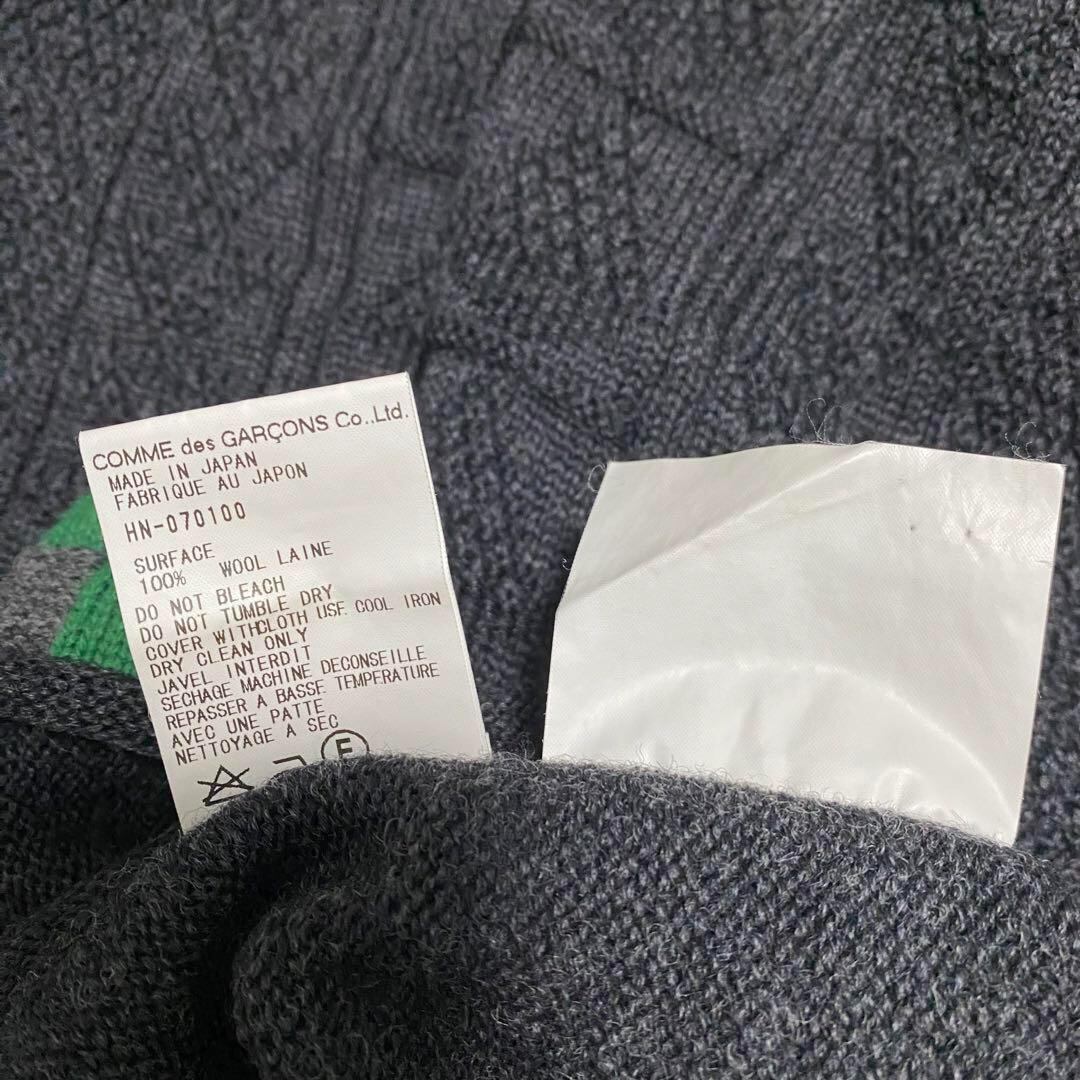 COMME des GARÇONS Co.,Ltd.
MADE IN JAPAN
FABRIQUE AU JAPON
HN-070100
SURFACE
100% WOOL LAINE
DO NOT BLEACH
DO NOT TUMBLE DRY
COVER WITHCLOTH USE COOL IRON
DRY CLEAN ONLY
JAVEL INTERDIT
SECHAGE MACHINE DECONSEILLE
REPASSER A BASSE TEMPERATURE
AVEC UNE PATTE
NETTOYAGE A SEC
F